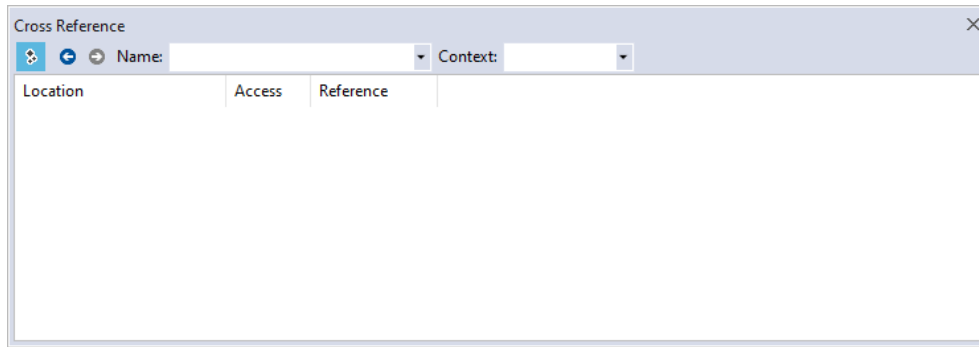 Cross Reference
Name: Context:
Location Access Reference